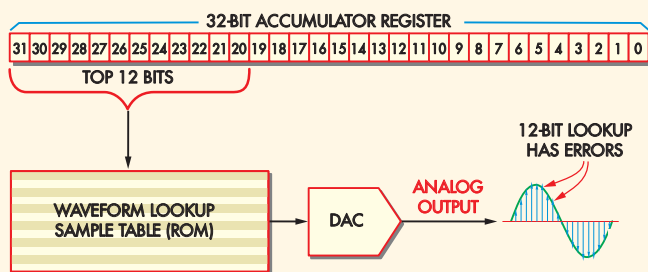 32-BIT ACCUMULATOR REGISTER
31 30 29 28 27 26 25 24 23 22 21 20 19 18 17 16 15 14 13 12 11 10 9 8 7 6 5 4 3 2 1 0
TOP 12 BITS
12-BIT LOOKUP
HAS ERRORS
WAVEFORM LOOKUP
SAMPLE TABLE (ROM)
DAC
ANALOG
OUTPUT